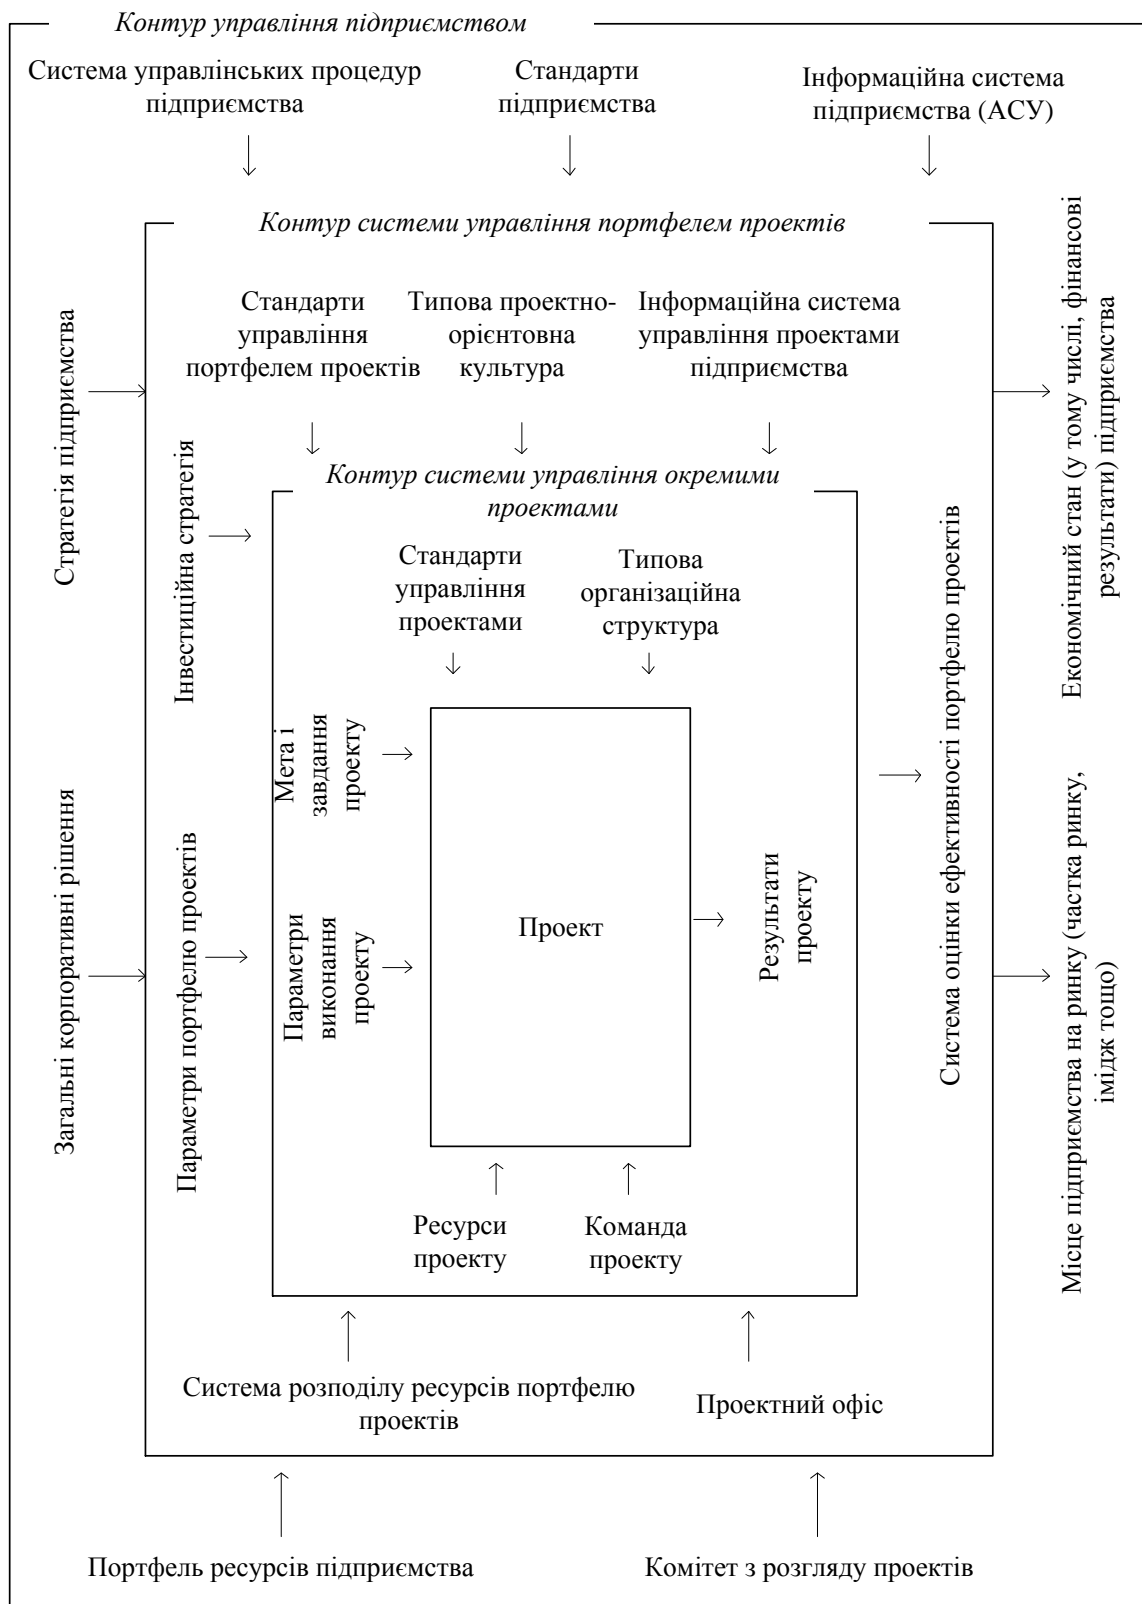 Контур управління підприємством
Система управлінських процедур
підприємства
Стандарти
підприємства
Інформаційна система
підприємства (АСУ)
Контур системи управління портфелем проектів
Стандарти
управління
портфелем проектів
Типова проектно-
орієнтовна
культура
Інформаційна система
управління проектами
підприємства
Стратегія підприємства
Інвестиційна стратегія
Контур системи управління окремими
проектами
Стандарти
управління
проектами
Типова
організаційна
структура
Мета і
завдання
проекту
Загальні корпоративні рішення
Параметри портфелю проектів
Параметри
виконання
проекту
Проект
Результати
проекту
Система оцінки ефективності портфелю проектів
Економічний стан (у тому числі, фінансові
результати) підприємства
Місце підприємства на ринку (частка ринку,
імідж тощо)
Ресурси
проекту
Команда
проекту
Система розподілу ресурсів портфелю
проектів
Проектний офіс
Портфель ресурсів підприємства
Комітет з розгляду проектів